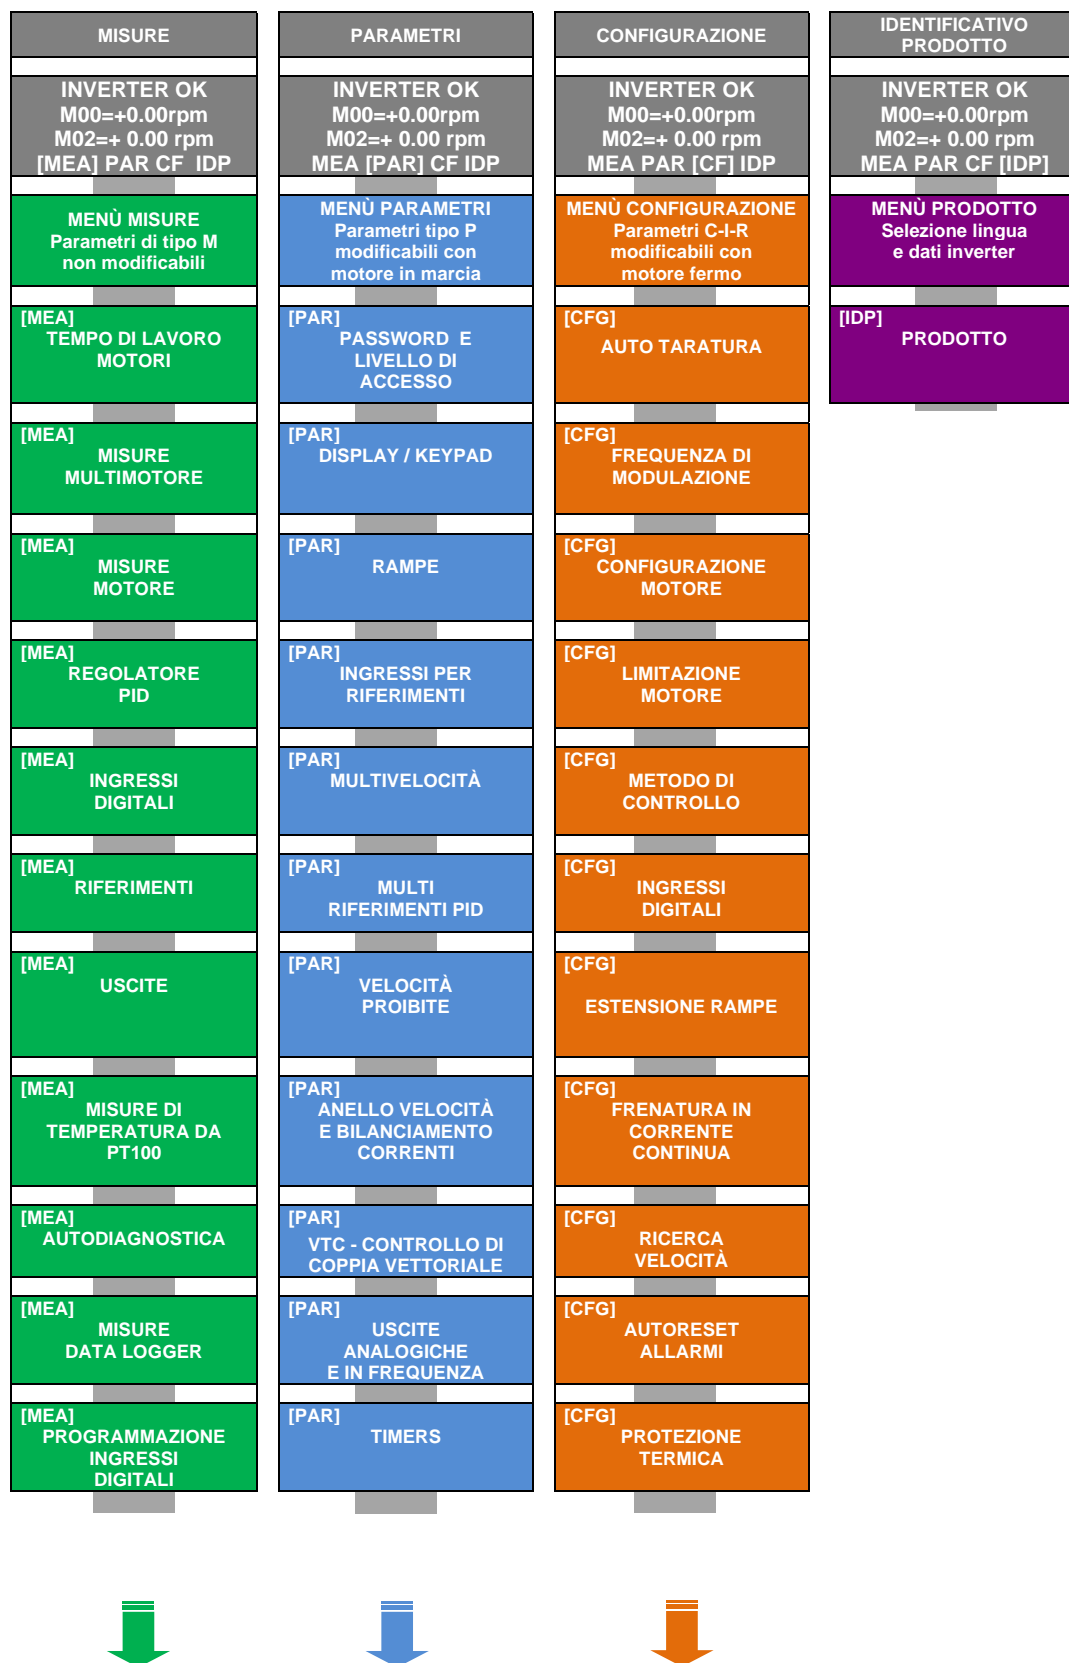 MISURE
INVERTER OK
M00=+0.00rpm
M02=+ 0.00 rpm
[MEA] PAR CF IDP
MENÙ MISURE
Parametri di tipo M
non modificabili
[MEA]
TEMPO DI LAVORO
MOTORI
[MEA]
MISURE
MULTIMOTORE
[MEA]
MISURE
MOTORE
[MEA]
REGOLATORE
PID
[MEA]
INGRESSI
DIGITALI
[MEA]
RIFERIMENTI
[MEA]
USCITE
[MEA]
MISURE DI
TEMPERATURA DA
PT100
[MEA]
AUTODIAGNOSTICA
[MEA]
MISURE
DATA LOGGER
[MEA]
PROGRAMMAZIONE
INGRESSI
DIGITALI
PARAMETRI
INVERTER OK
M00=+0.00rpm
M02=+ 0.00 rpm
MEA [PAR] CF IDP
MENÙ PARAMETRI
Parametri tipo P
modificabili con
motore in marcia
[PAR]
PASSWORD E
LIVELLO DI
ACCESSO
[PAR]
DISPLAY / KEYPAD
[PAR]
RAMPE
[PAR]
INGRESSI PER
RIFERIMENTI
[PAR]
MULTIVELOCITÀ
[PAR]
MULTI
RIFERIMENTI PID
[PAR]
VELOCITÀ
PROIBITE
[PAR]
ANELLO VELOCITÀ
E BILANCIAMENTO
CORRENTI
[PAR]
VTC - CONTROLLO DI
COPPIA VETTORIALE
[PAR]
USCITE
ANALOGICHE
E IN FREQUENZA
[PAR]
TIMERS
CONFIGURAZIONE
INVERTER OK
M00=+0.00rpm
M02=+ 0.00 rpm
MEA PAR [CF] IDP
MENÙ CONFIGURAZIONE
Parametri C-I-R
modificabili con
motore fermo
[CFG]
AUTO TARATURA
[CFG]
FREQUENZA DI
MODULAZIONE
[CFG]
CONFIGURAZIONE
MOTORE
[CFG]
LIMITAZIONE
MOTORE
[CFG]
METODO DI
CONTROLLO
[CFG]
INGRESSI
DIGITALI
[CFG]
ESTENSIONE RAMPE
[CFG]
FRENATURA IN
CORRENTE
CONTINUA
[CFG]
RICERCA
VELOCITÀ
[CFG]
AUTORESET
ALLARMI
[CFG]
PROTEZIONE
TERMICA
IDENTIFICATIVO
PRODOTTO
INVERTER OK
M00=+0.00rpm
M02=+ 0.00 rpm
MEA PAR CF [IDP]
MENÙ PRODOTTO
Selezione lingua
e dati inverter
[IDP]
PRODOTTO